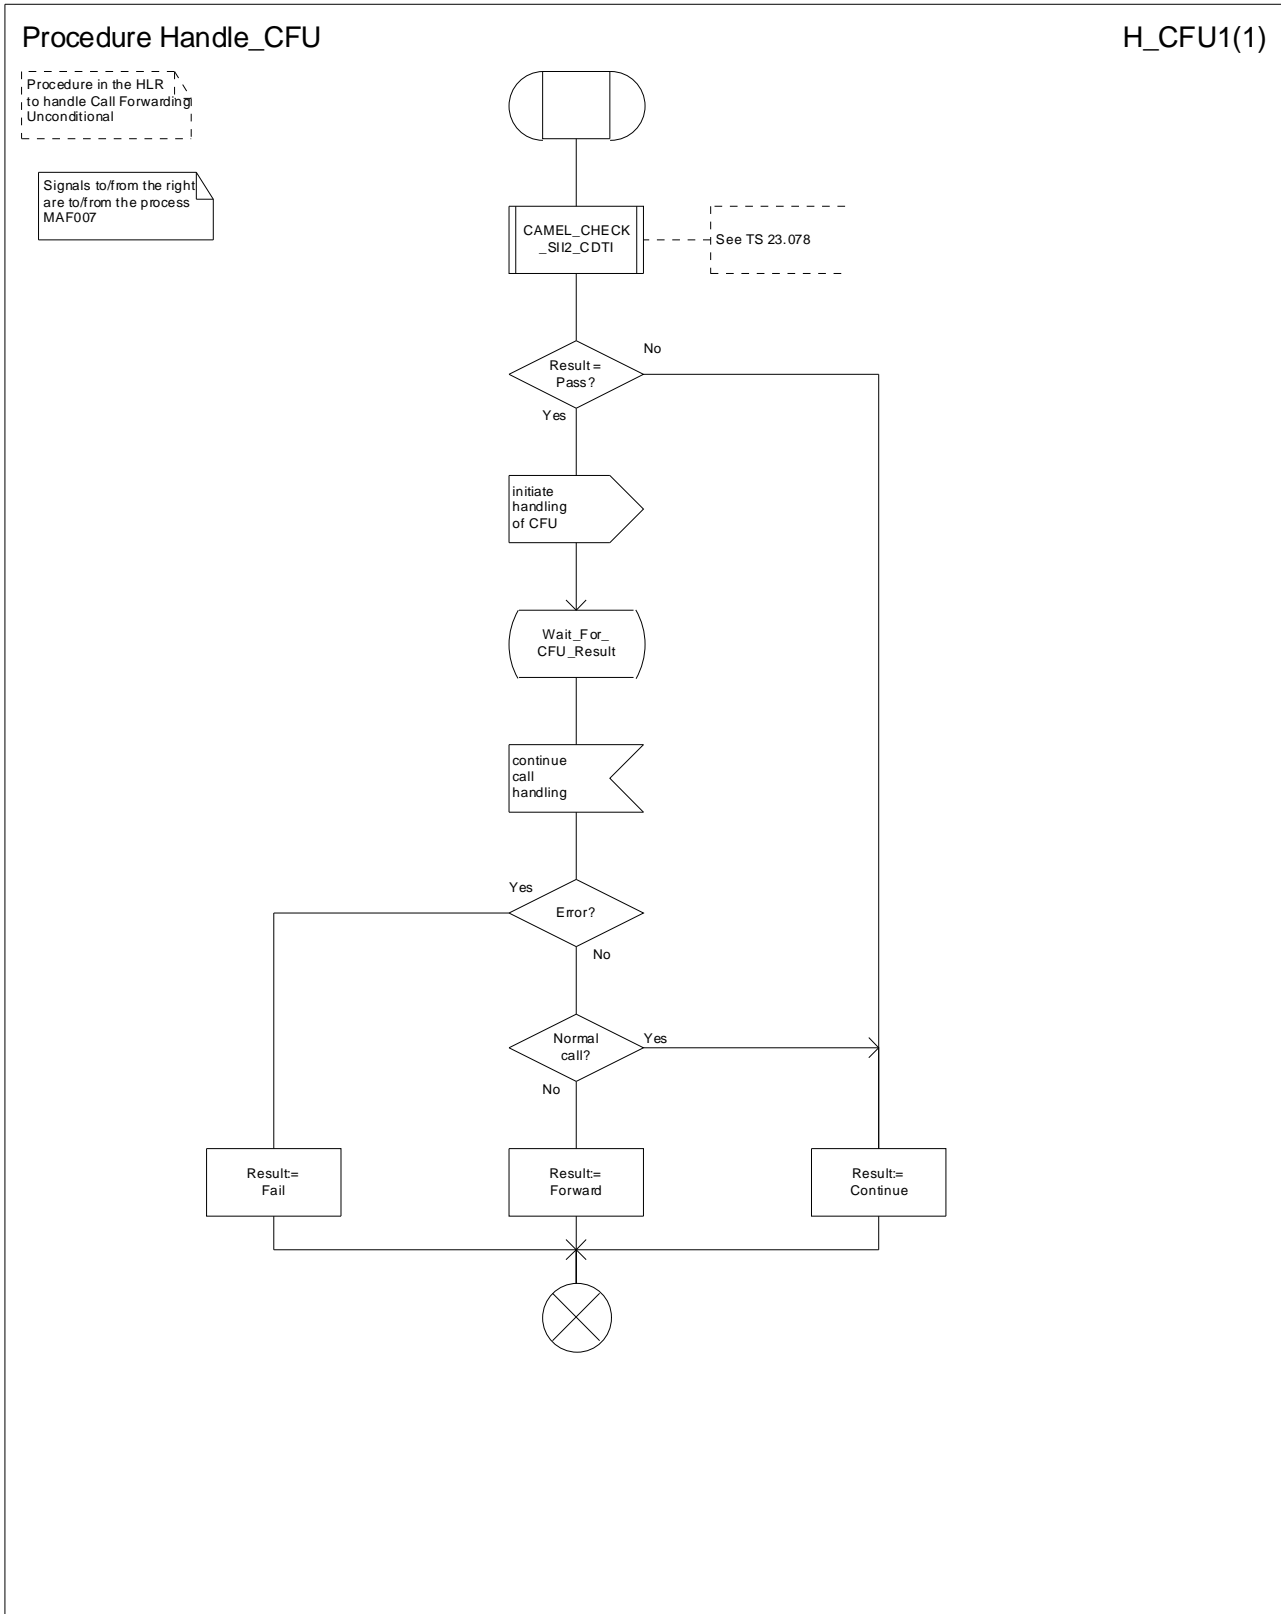 Procedure Handle_CFU
H_CFU1(1)
Procedure in the HLR
to handle Call Forwarding
Unconditional
Signals to/from the right
are to/from the process
MAF007
CAMEL_CHECK
_SII2_CDTI
See TS 23.078
Result =
Pass?
No
Yes
initiate
handling
of CFU
Wait_For_
CFU_Result
continue
call
handling
Yes
Error?
No
Normal
call?
Yes
No
Result:=
Fail
Result:=
Forward
Result:=
Continue